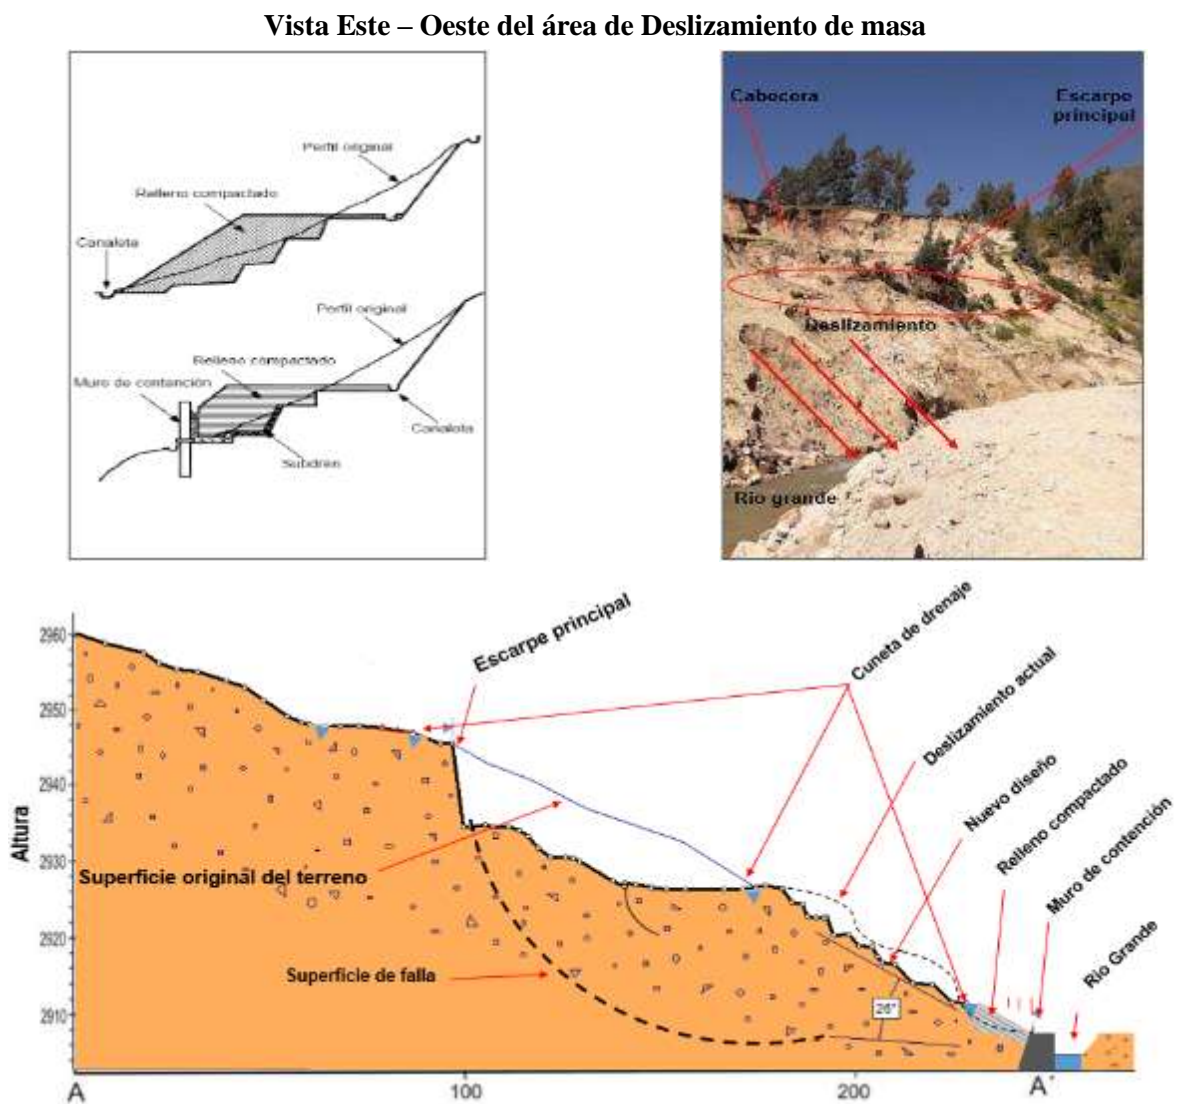 Vista Este – Oeste del área de Deslizamiento de masa
Perfil original
Relleno compactado
Canaleta
Perfil original
Relleno compactado
Muro de contención
Canaleta
Subdren
Cabecera
Escarpe
principal
Deslizamiento
Rio grande
Escarpe principal
Cuneta de drenaje
Deslizamiento actual
Nuevo diseño
Relleno compactado
Muro de contención
Rio Grande
Altura
2960
2950
2940
2930
2920
2910
Superficie original del terreno
Superficie de falla
26°
A
100
200
A'